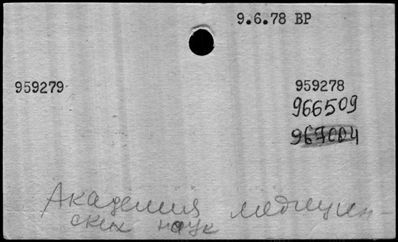 9.6.78 BP
959279 959278
966509
967004
Академия медицин-
ских наук